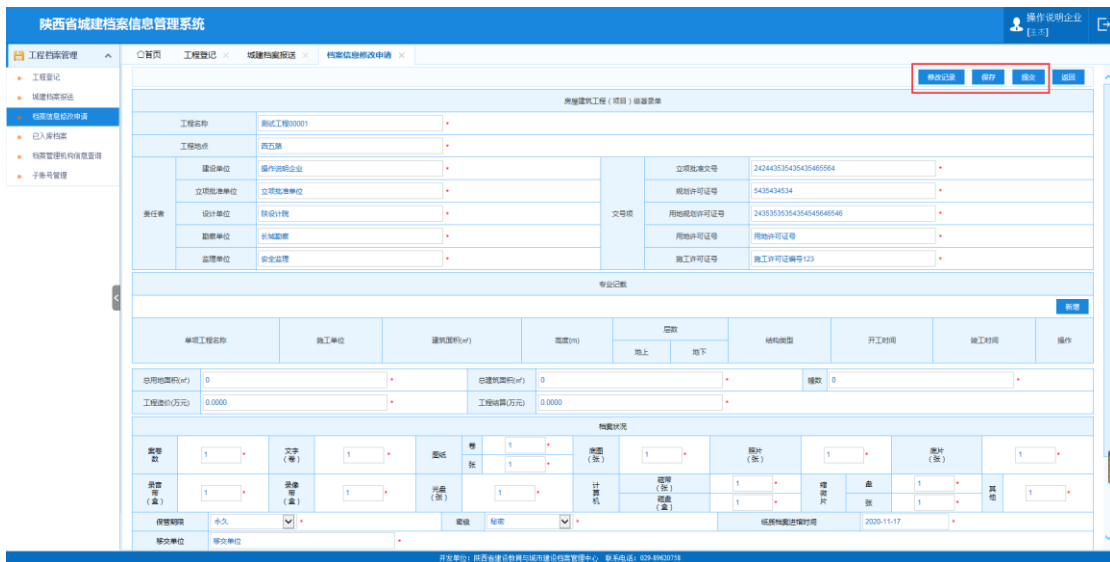 陕西省城建档案信息管理系统
操作说明企业
[王杰]
工程档案管理
首页 工程登记 城建档案报送 档案信息修改申请
工程登记
城建档案报送
档案信息修改申请
已入库档案
档案管理机构信息查询
子账号管理
修改记录 保存 提交 返回
房屋建筑工程（项目）级著录单
工程名称 测试工程00001 *
工程地点 西五路 *
责任者 建设单位 操作说明企业 * 文号项 立项批准文号 242443535435435465564 *
立项批准单位 立项批准单位 * 规划许可证号 5435434534 *
设计单位 陕设计院 * 用地规划许可证号 24353535354354545646546 *
勘察单位 长城勘察 * 用地许可证号 用地许可证号 *
监理单位 安全监理 * 施工许可证号 施工许可证编号123 *
专业记载
新增
单项工程名称 施工单位 建筑面积(㎡) 高度(m) 层数 地上 地下 结构类型 开工时间 竣工时间 操作
总用地面积(㎡) 0 * 总建筑面积(㎡) 0 * 幢数 0 *
工程造价(万元) 0.0000 * 工程结算(万元) 0.0000 *
档案状况
案卷数 1 * 文字(卷) 1 * 图纸 卷 1 * 张 1 * 底图(张) 1 * 照片(张) 1 * 底片(张) 1 *
录音带(盒) 1 * 录像带(盒) 1 * 光盘(张) 1 * 计算机 磁带(张) 1 * 磁盘(盒) 1 * 缩微片 盘 1 * 张 1 * 其他 1 *
保管期限 永久 * 密级 秘密 * 纸质档案进馆时间 2020-11-17 *
移交单位 移交单位 *
开发单位：陕西省建设教育与城市建设档案管理中心 联系电话：029-89620758